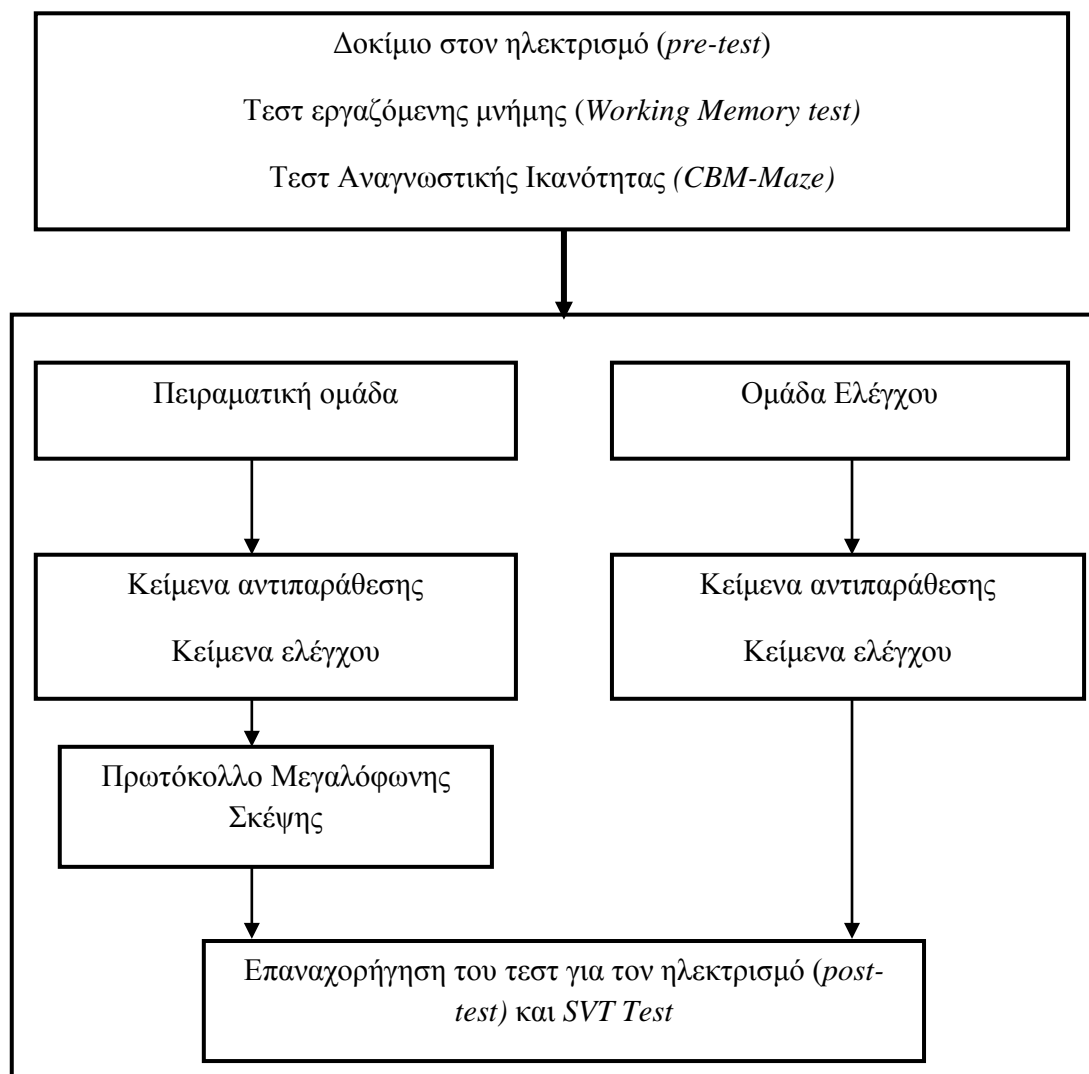 Δοκίμιο στον ηλεκτρισμό (pre-test)
Τεστ εργαζόμενης μνήμης (Working Memory test)
Τεστ Αναγνωστικής Ικανότητας (CBM-Maze)
Πειραματική ομάδα
Ομάδα Ελέγχου
Κείμενα αντιπαράθεσης
Κείμενα ελέγχου
Κείμενα αντιπαράθεσης
Κείμενα ελέγχου
Πρωτόκολλο Μεγαλόφωνης
Σκέψης
Επαναχορήγηση του τεστ για τον ηλεκτρισμό (post-
test) και SVT Test